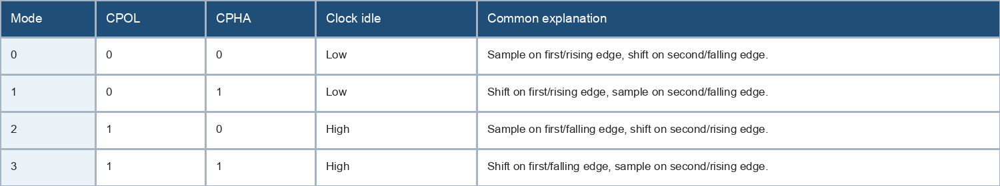 Mode CPOL CPHA Clock idle Common explanation
0 0 0 Low Sample on first/rising edge, shift on second/falling edge.
1 0 1 Low Shift on first/rising edge, sample on second/falling edge.
2 1 0 High Sample on first/falling edge, shift on second/rising edge.
3 1 1 High Shift on first/falling edge, sample on second/rising edge.